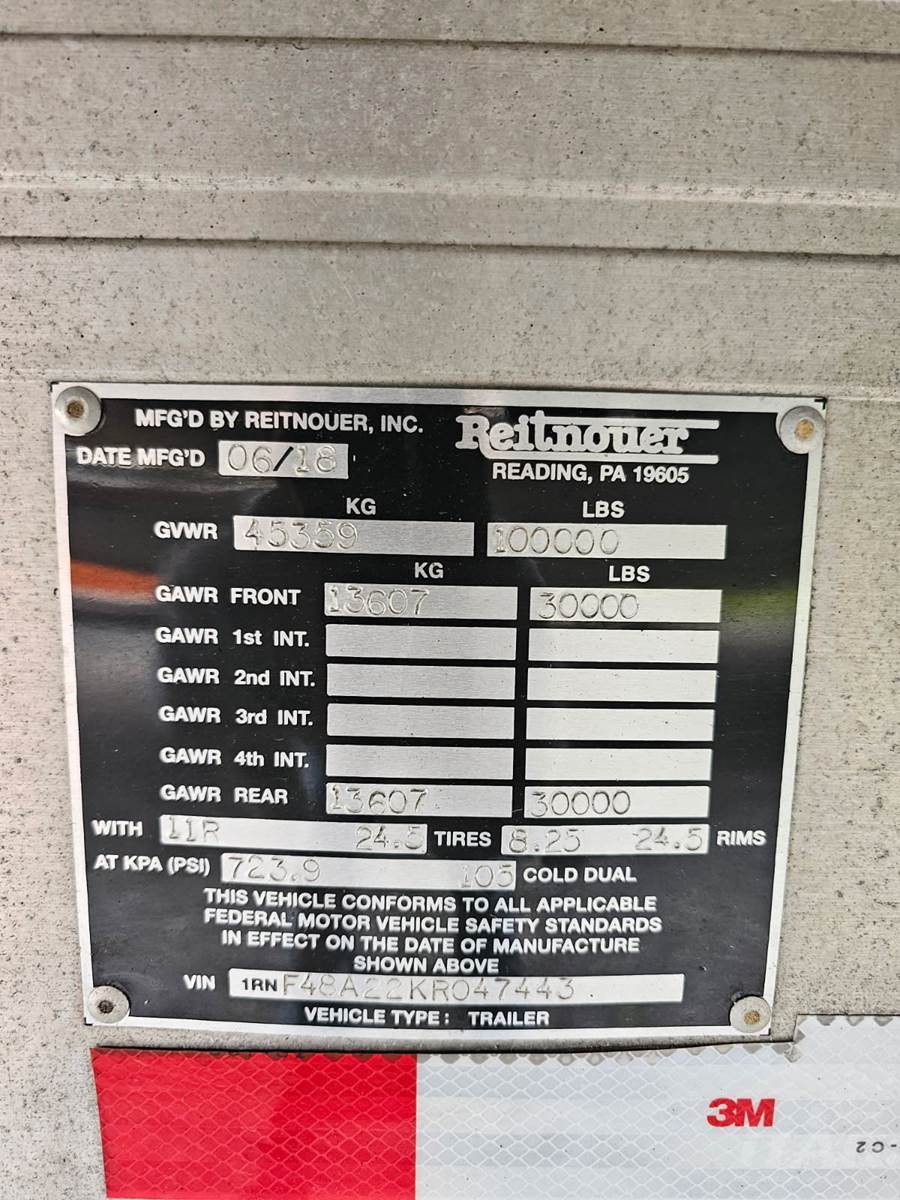 MFG'D BY REITNOUER, INC. Reitnouer
DATE MFG'D 06/18 READING, PA 19605
KG LBS
GVWR 45359 100000
KG LBS
GAWR FRONT 13607 30000
GAWR 1st INT.
GAWR 2nd INT.
GAWR 3rd INT.
GAWR 4th INT.
GAWR REAR 13607 30000
WITH 11R 24.5 TIRES 8.25 24.5 RIMS
AT KPA (PSI) 723.9 105 COLD DUAL
THIS VEHICLE CONFORMS TO ALL APPLICABLE
FEDERAL MOTOR VEHICLE SAFETY STANDARDS
IN EFFECT ON THE DATE OF MANUFACTURE
SHOWN ABOVE
VIN 1RNF48A22KR047443
VEHICLE TYPE: TRAILER
3M
-C2